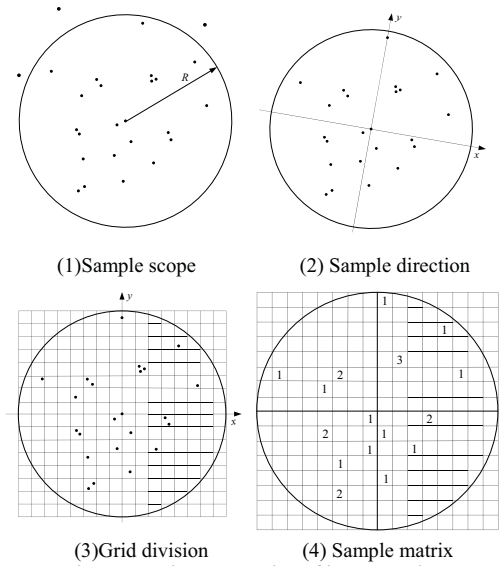 R
(1)Sample scope
y
x
(2) Sample direction
y
x
(3)Grid division
1
1
3
1
2
1
1
1
2
2
1
1
1
1
1
2
(4) Sample matrix